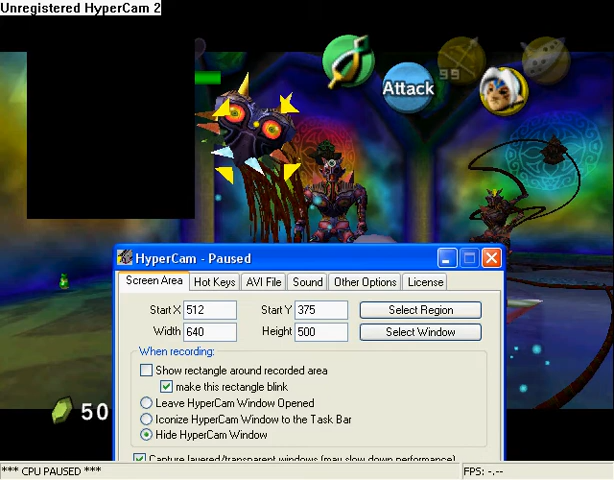 Unregistered HyperCam 2
99
Attack
HyperCam - Paused
Screen Area Hot Keys AVI File Sound Other Options License
Start X 512 Start Y 375 Select Region
Width 640 Height 500 Select Window
When recording:
Show rectangle around recorded area
make this rectangle blink
Leave HyperCam Window Opened
Iconize HyperCam Window to the Task Bar
Hide HyperCam Window
Capture layered/transparent windows (may slow down performance)
50
*** CPU PAUSED *** FPS: -.--